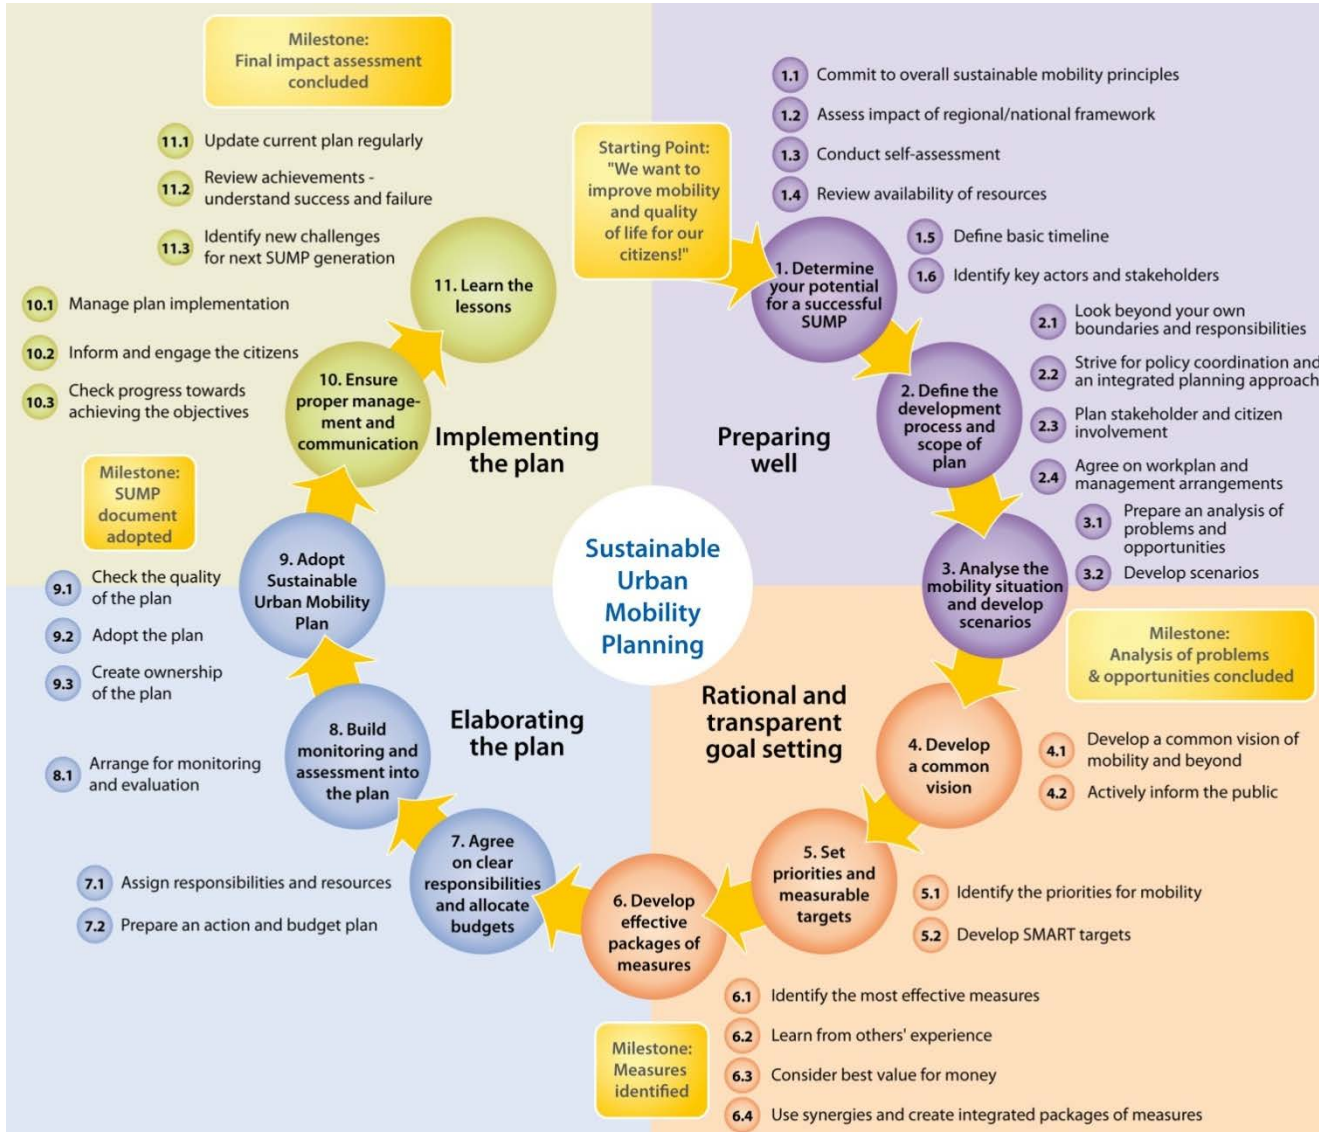 Milestone:
Final impact assessment
concluded
11.1 Update current plan regularly
11.2 Review achievements -
understand success and failure
11.3 Identify new challenges
for next SUMP generation
11. Learn the
lessons
10.1 Manage plan implementation
10.2 Inform and engage the citizens
10.3 Check progress towards
achieving the objectives
10. Ensure
proper manage-
ment and
communication
Implementing
the plan
Starting Point:
"We want to
improve mobility
and quality
of life for our
citizens!"
1.1 Commit to overall sustainable mobility principles
1.2 Assess impact of regional/national framework
1.3 Conduct self-assessment
1.4 Review availability of resources
1.5 Define basic timeline
1.6 Identify key actors and stakeholders
1. Determine
your potential
for a successful
SUMP
2.1 Look beyond your own
boundaries and responsibilities
2.2 Strive for policy coordination and
an integrated planning approach
2.3 Plan stakeholder and citizen
involvement
2.4 Agree on workplan and
management arrangements
2. Define the
development
process and
scope of
plan
Preparing
well
3.1 Prepare an analysis of
problems and
opportunities
3.2 Develop scenarios
3. Analyse the
mobility situation
and develop
scenarios
Milestone:
Analysis of problems
& opportunities concluded
Sustainable
Urban
Mobility
Planning
Rational and
transparent
goal setting
4. Develop
a common
vision
4.1 Develop a common vision of
mobility and beyond
4.2 Actively inform the public
5. Set
priorities and
measurable
targets
5.1 Identify the priorities for mobility
5.2 Develop SMART targets
6. Develop
effective
packages of
measures
6.1 Identify the most effective measures
6.2 Learn from others' experience
6.3 Consider best value for money
6.4 Use synergies and create integrated packages of measures
Milestone:
Measures
identified
Elaborating
the plan
7. Agree
on clear
responsibilities
and allocate
budgets
7.1 Assign responsibilities and resources
7.2 Prepare an action and budget plan
8. Build
monitoring and
assessment into
the plan
8.1 Arrange for monitoring
and evaluation
9. Adopt
Sustainable
Urban Mobility
Plan
9.1 Check the quality
of the plan
9.2 Adopt the plan
9.3 Create ownership
of the plan
Milestone:
SUMP
document
adopted